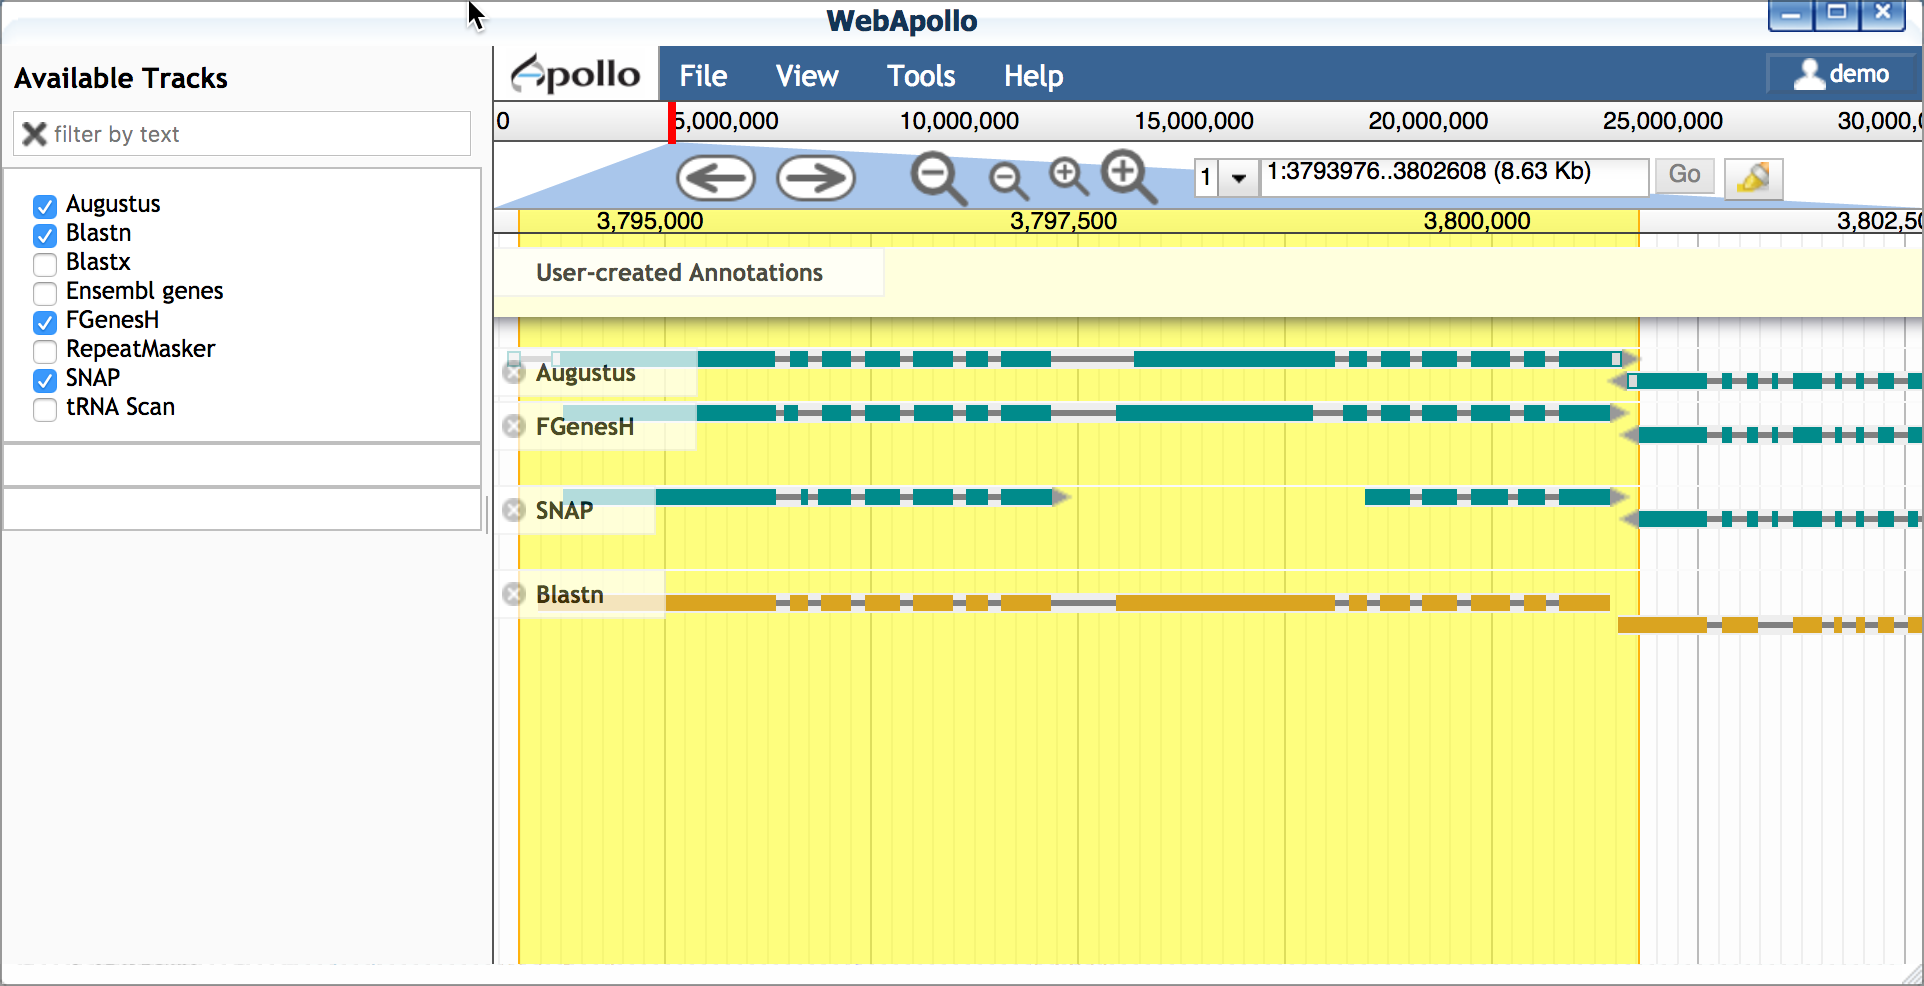 WebApollo
Available Tracks
filter by text
Augustus
Blastn
Blastx
Ensembl genes
FGenesH
RepeatMasker
SNAP
tRNA Scan
Apollo File View Tools Help demo
0 5,000,000 10,000,000 15,000,000 20,000,000 25,000,000 30,000,
1 1:3793976..3802608 (8.63 Kb) Go
3,795,000 3,797,500 3,800,000 3,802,50
User-created Annotations
Augustus
FGenesH
SNAP
Blastn